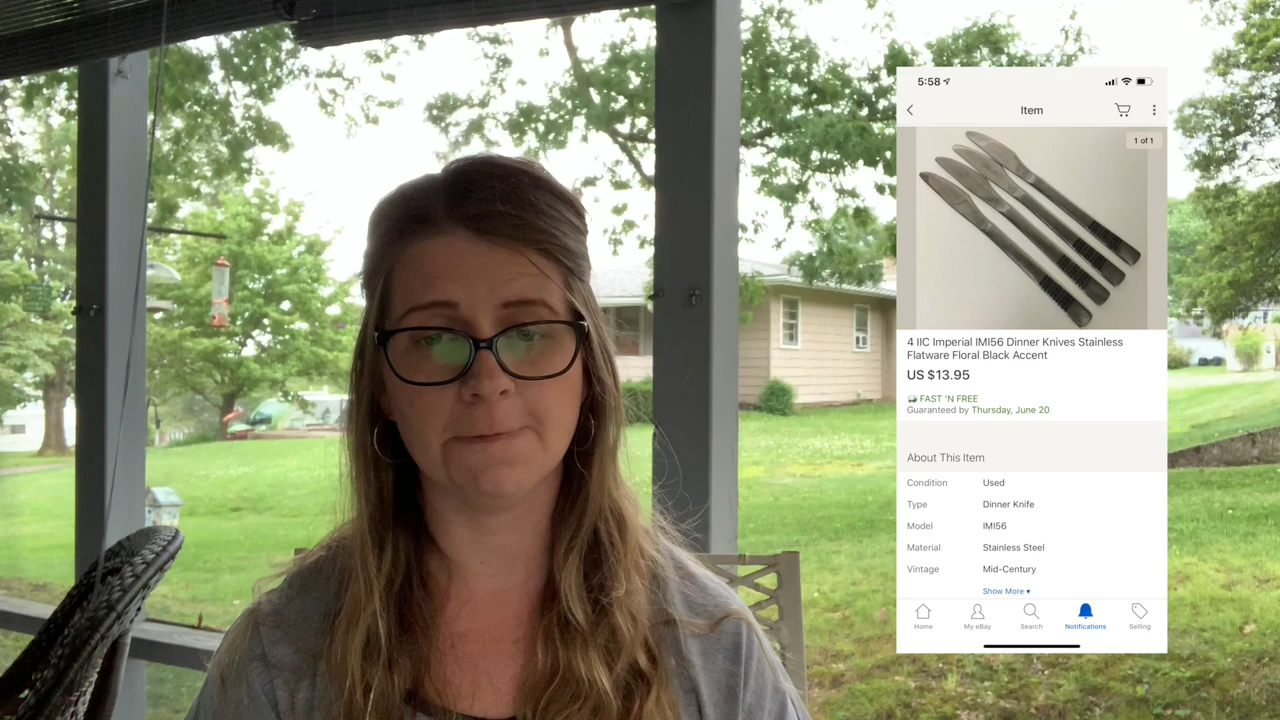 5:58
Item
1 of 1
4 IIC Imperial IMI56 Dinner Knives Stainless
Flatware Floral Black Accent
US $13.95
FAST 'N FREE
Guaranteed by Thursday, June 20
About This Item
Condition Used
Type Dinner Knife
Model IMI56
Material Stainless Steel
Vintage Mid-Century
Show More ▾
Home My eBay Search Notifications Selling